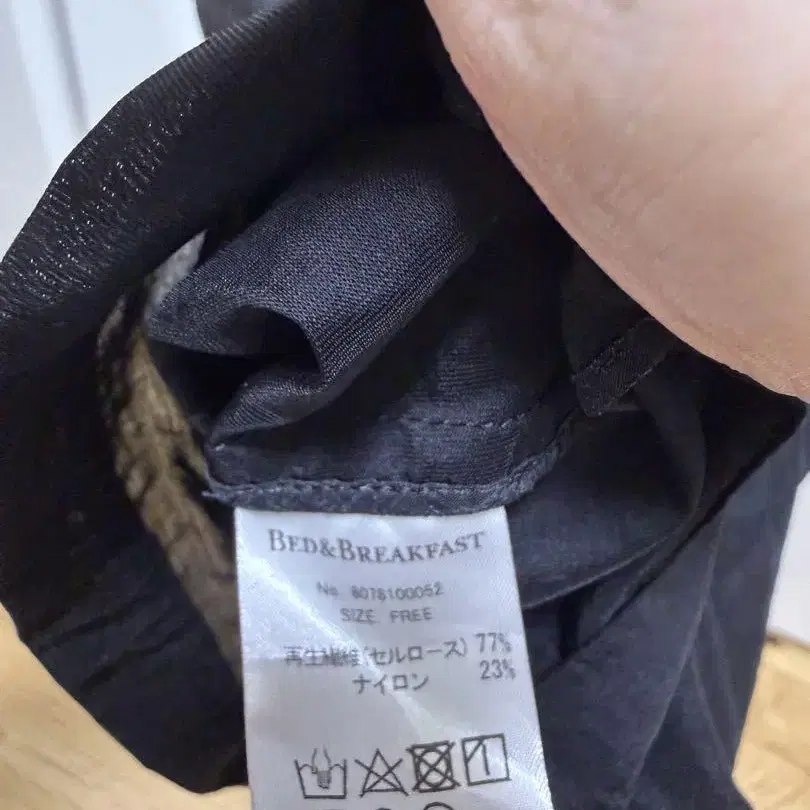 BED&BREAKFAST
No. 8078100052
SIZE FREE
再生繊維(セルロース) 77%
ナイロン 23%